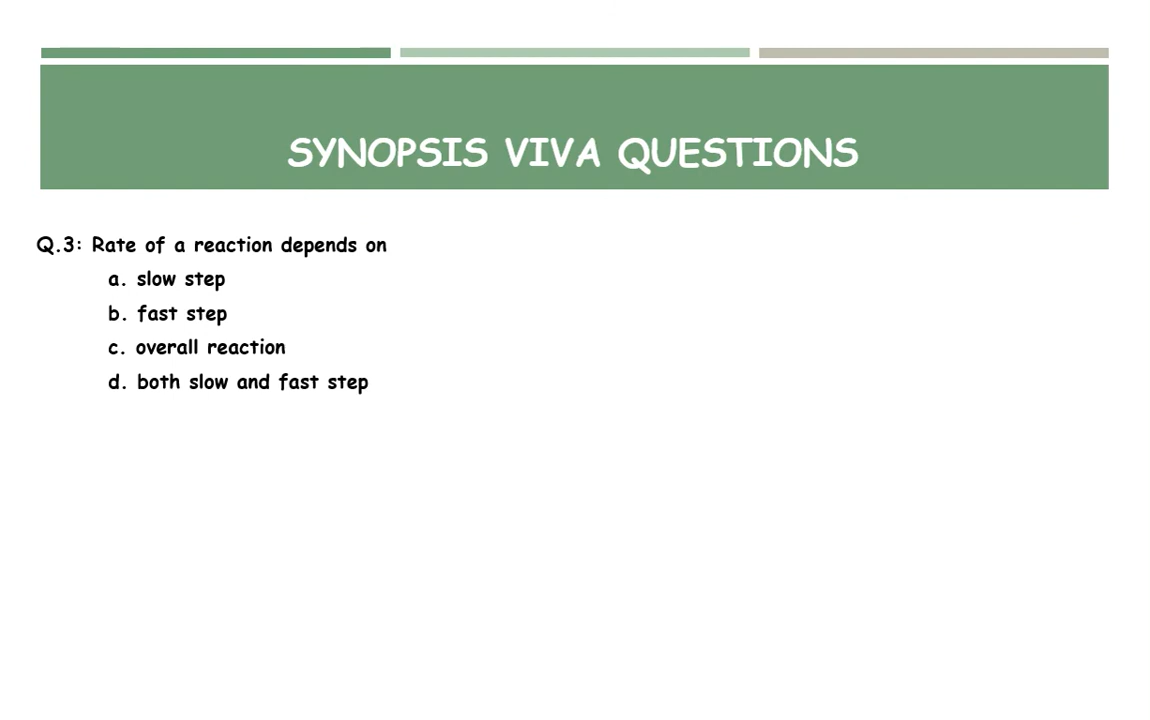 SYNOPSIS VIVA QUESTIONS
Q.3: Rate of a reaction depends on
a. slow step
b. fast step
c. overall reaction
d. both slow and fast step